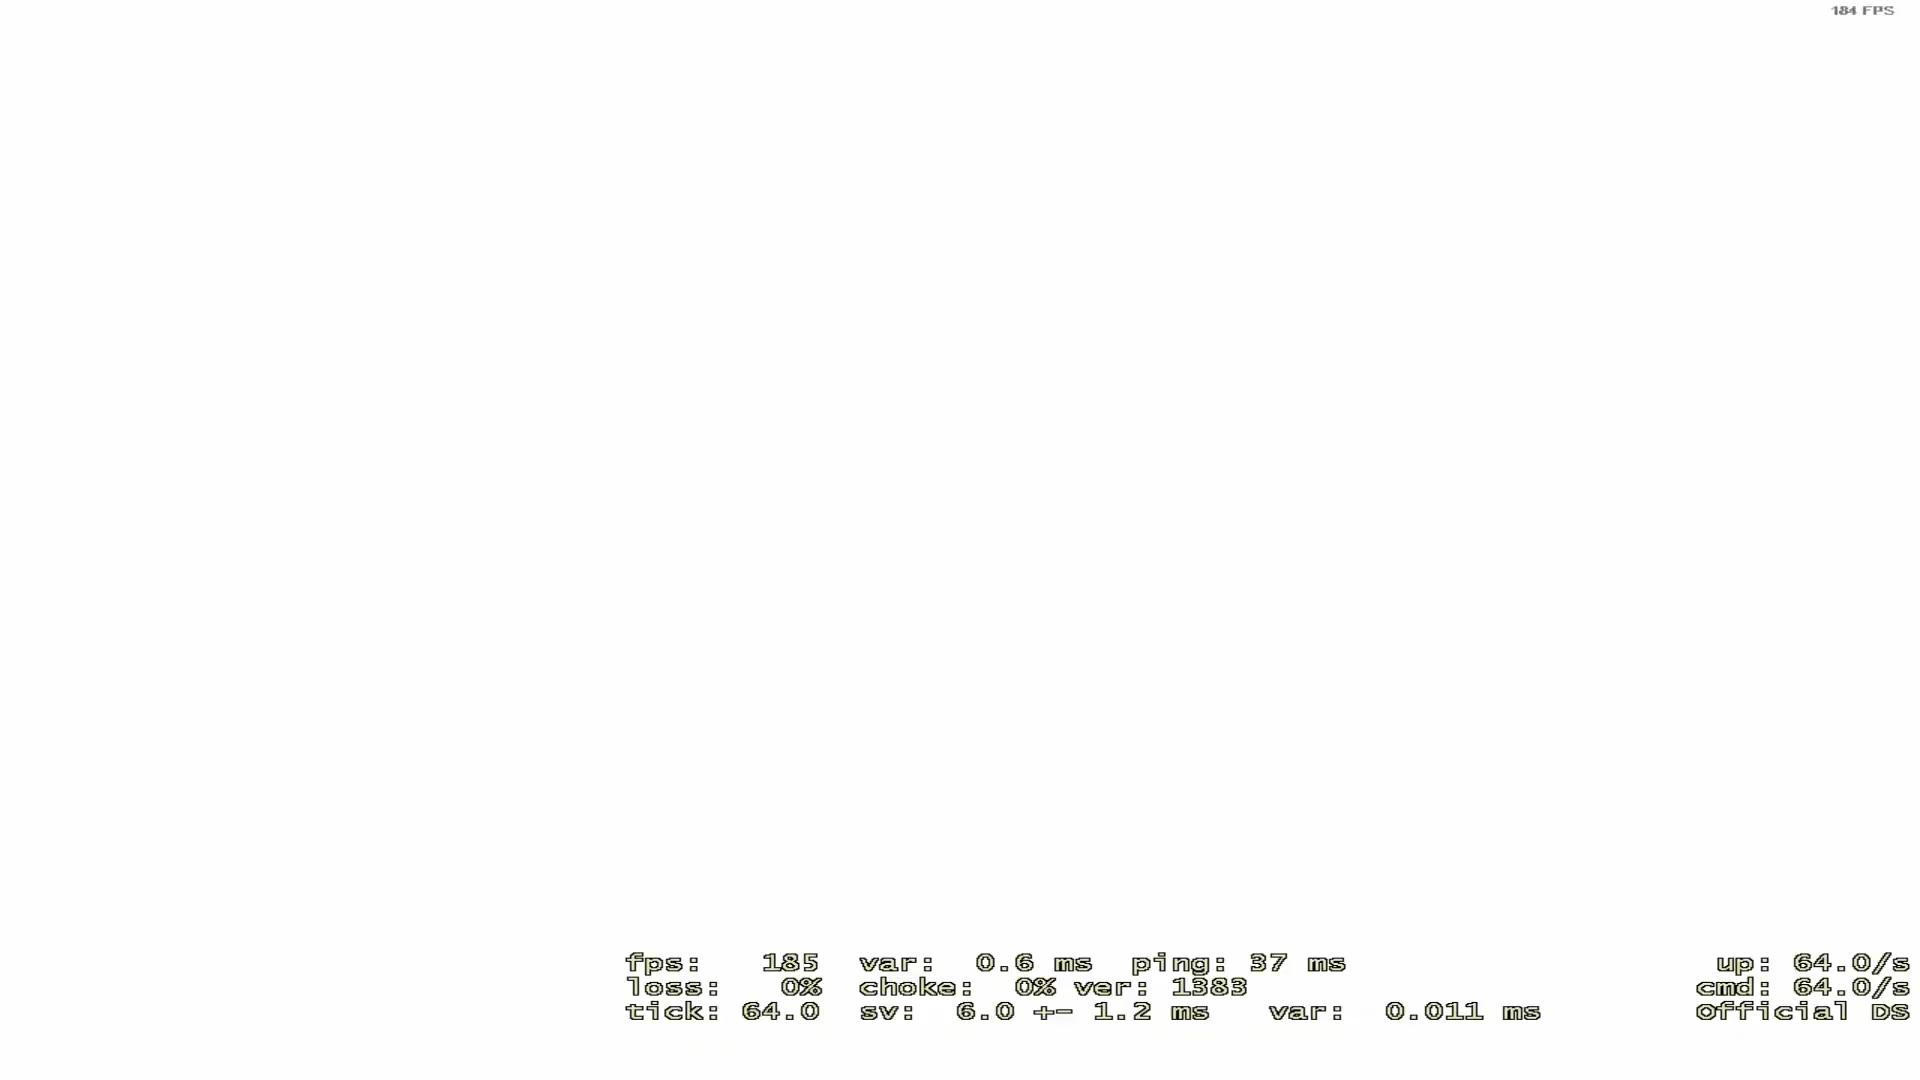 184 FPS
fps: 185 var: 0.6 ms ping: 37 ms up: 64.0/s
loss: 0% choke: 0% ver: 1383 cmd: 64.0/s
tick: 64.0 sv: 6.0 +- 1.2 ms var: 0.011 ms Official DS